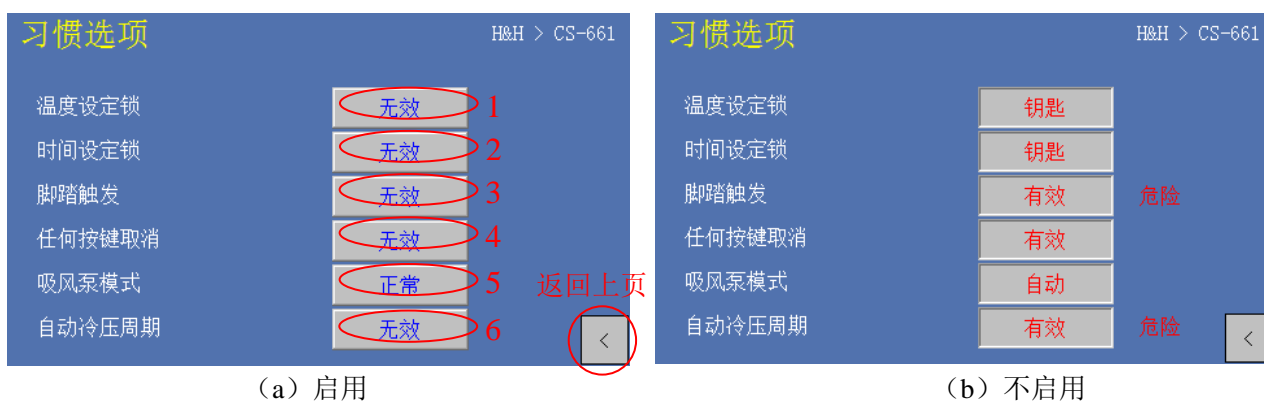 习惯选项 H&H > CS-661
温度设定锁 无效 1
时间设定锁 无效 2
脚踏触发 无效 3
任何按键取消 无效 4
吸风泵模式 正常 5 返回上页
自动冷压周期 无效 6 <
(a)启用
习惯选项 H&H > CS-661
温度设定锁 钥匙
时间设定锁 钥匙
脚踏触发 有效 危险
任何按键取消 有效
吸风泵模式 自动
自动冷压周期 有效 危险 <
(b)不启用